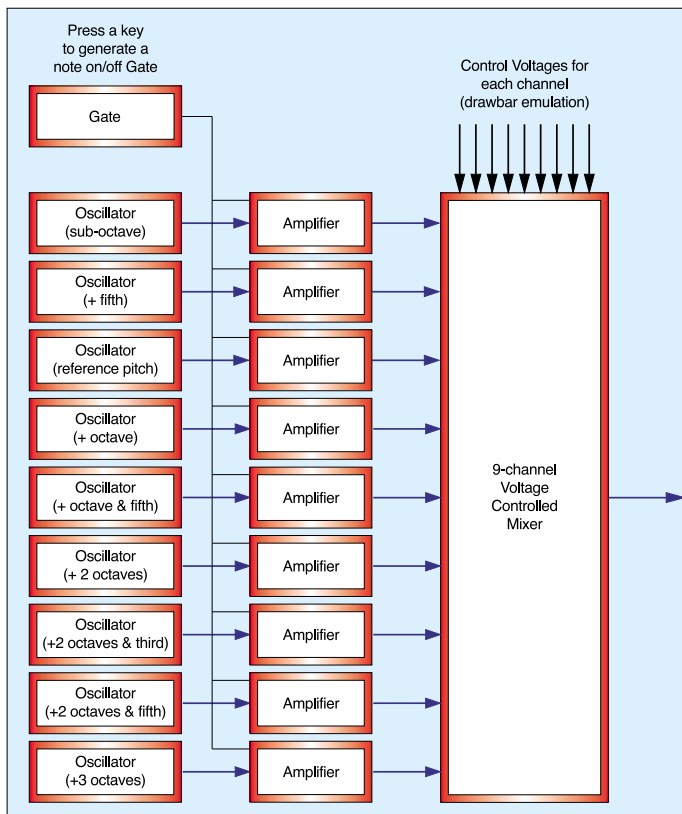 Press a key
to generate a
note on/off Gate
Gate
Control Voltages for
each channel
(drawbar emulation)
Oscillator
(sub-octave)
Amplifier
Oscillator
(+ fifth)
Amplifier
Oscillator
(reference pitch)
Amplifier
Oscillator
(+ octave)
Amplifier
Oscillator
(+ octave & fifth)
Amplifier
9-channel
Voltage
Controlled
Mixer
Oscillator
(+ 2 octaves)
Amplifier
Oscillator
(+2 octaves & third)
Amplifier
Oscillator
(+2 octaves & fifth)
Amplifier
Oscillator
(+3 octaves)
Amplifier